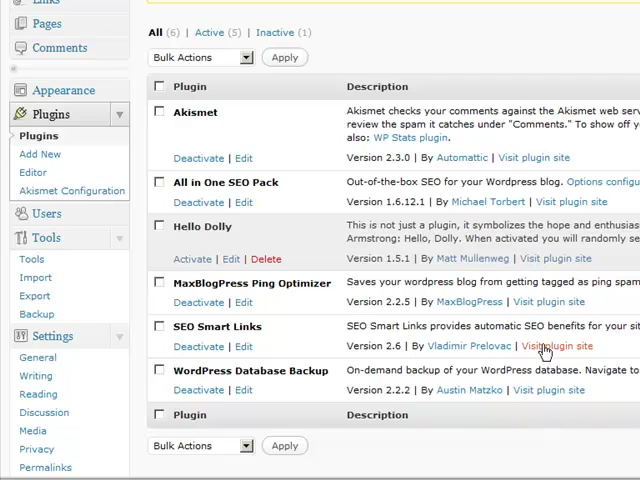 Links
Pages
Comments
Appearance
Plugins
Plugins
Add New
Editor
Akismet Configuration
Users
Tools
Tools
Import
Export
Backup
Settings
General
Writing
Reading
Discussion
Media
Privacy
Permalinks
All (6) | Active (5) | Inactive (1)
Bulk Actions Apply
Plugin Description
Akismet Akismet checks your comments against the Akismet web serv
review the spam it catches under "Comments." To show off y
also: WP Stats plugin.
Deactivate | Edit Version 2.3.0 | By Automattic | Visit plugin site
All in One SEO Pack Out-of-the-box SEO for your Wordpress blog. Options configu
Deactivate | Edit Version 1.6.12.1 | By Michael Torbert | Visit plugin site
Hello Dolly This is not just a plugin, it symbolizes the hope and enthusias
Armstrong: Hello, Dolly. When activated you will randomly se
Activate | Edit | Delete Version 1.5.1 | By Matt Mullenweg | Visit plugin site
MaxBlogPress Ping Optimizer Saves your wordpress blog from getting tagged as ping spam
Deactivate | Edit Version 2.2.5 | By MaxBlogPress | Visit plugin site
SEO Smart Links SEO Smart Links provides automatic SEO benefits for your sit
Deactivate | Edit Version 2.6 | By Vladimir Prelovac | Visit plugin site
WordPress Database Backup On-demand backup of your WordPress database. Navigate to
Deactivate | Edit Version 2.2.2 | By Austin Matzko | Visit plugin site
Plugin Description
Bulk Actions Apply